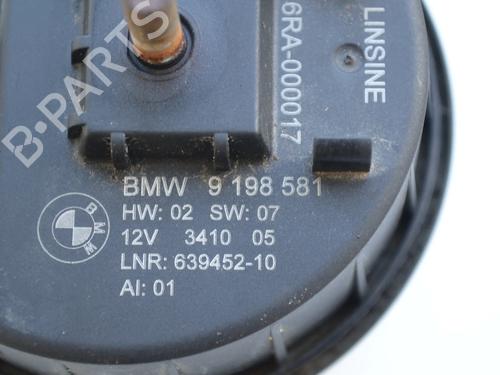 B-PARTS
LINSINE
6RA-000017
BMW 9 198 581
HW: 02 SW: 07
12V 3410 05
LNR: 639452-10
AI: 01
BMW